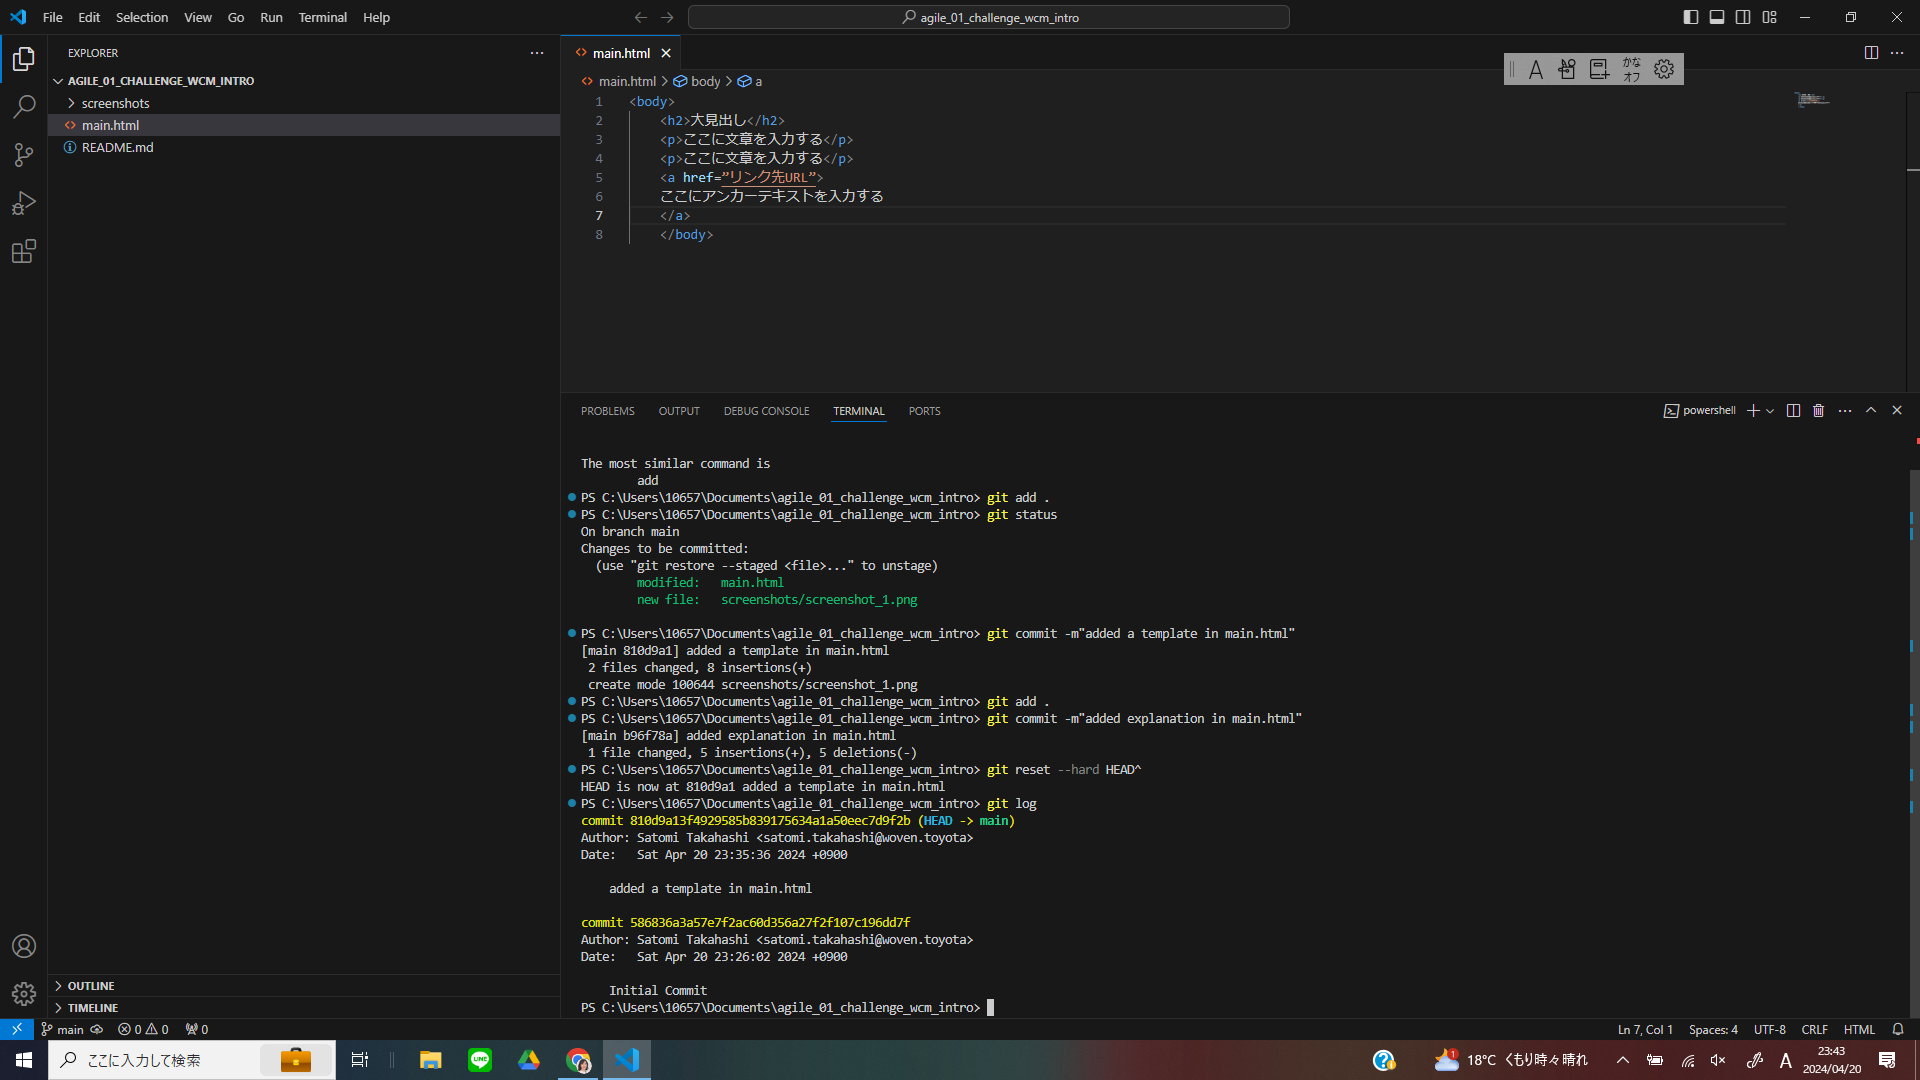 File Edit Selection View Go Run Terminal Help
agile_01_challenge_wcm_intro
EXPLORER
AGILE_01_CHALLENGE_WCM_INTRO
screenshots
main.html
README.md
OUTLINE
TIMELINE
main.html
main.html > body > a
A
かな
オフ
1 <body>
2 <h2>大見出し</h2>
3 <p>ここに文章を入力する</p>
4 <p>ここに文章を入力する</p>
5 <a href=”リンク先URL”>
6 ここにアンカーテキストを入力する
7 </a>
8 </body>
PROBLEMS OUTPUT DEBUG CONSOLE TERMINAL PORTS
powershell
The most similar command is
add
PS C:\Users\10657\Documents\agile_01_challenge_wcm_intro> git add .
PS C:\Users\10657\Documents\agile_01_challenge_wcm_intro> git status
On branch main
Changes to be committed:
(use "git restore --staged <file>..." to unstage)
modified: main.html
new file: screenshots/screenshot_1.png
PS C:\Users\10657\Documents\agile_01_challenge_wcm_intro> git commit -m"added a template in main.html"
[main 810d9a1] added a template in main.html
2 files changed, 8 insertions(+)
create mode 100644 screenshots/screenshot_1.png
PS C:\Users\10657\Documents\agile_01_challenge_wcm_intro> git add .
PS C:\Users\10657\Documents\agile_01_challenge_wcm_intro> git commit -m"added explanation in main.html"
[main b96f78a] added explanation in main.html
1 file changed, 5 insertions(+), 5 deletions(-)
PS C:\Users\10657\Documents\agile_01_challenge_wcm_intro> git reset --hard HEAD^
HEAD is now at 810d9a1 added a template in main.html
PS C:\Users\10657\Documents\agile_01_challenge_wcm_intro> git log
commit 810d9a13f4929585b839175634a1a50eec7d9f2b (HEAD -> main)
Author: Satomi Takahashi <satomi.takahashi@woven.toyota>
Date: Sat Apr 20 23:35:36 2024 +0900
added a template in main.html
commit 586836a3a57e7f2ac60d356a27f2f107c196dd7f
Author: Satomi Takahashi <satomi.takahashi@woven.toyota>
Date: Sat Apr 20 23:26:02 2024 +0900
Initial Commit
PS C:\Users\10657\Documents\agile_01_challenge_wcm_intro>
main 0 0 0
Ln 7, Col 1 Spaces: 4 UTF-8 CRLF HTML
ここに入力して検索
LINE
1
18°C くもり時々晴れ
A
23:43
2024/04/20